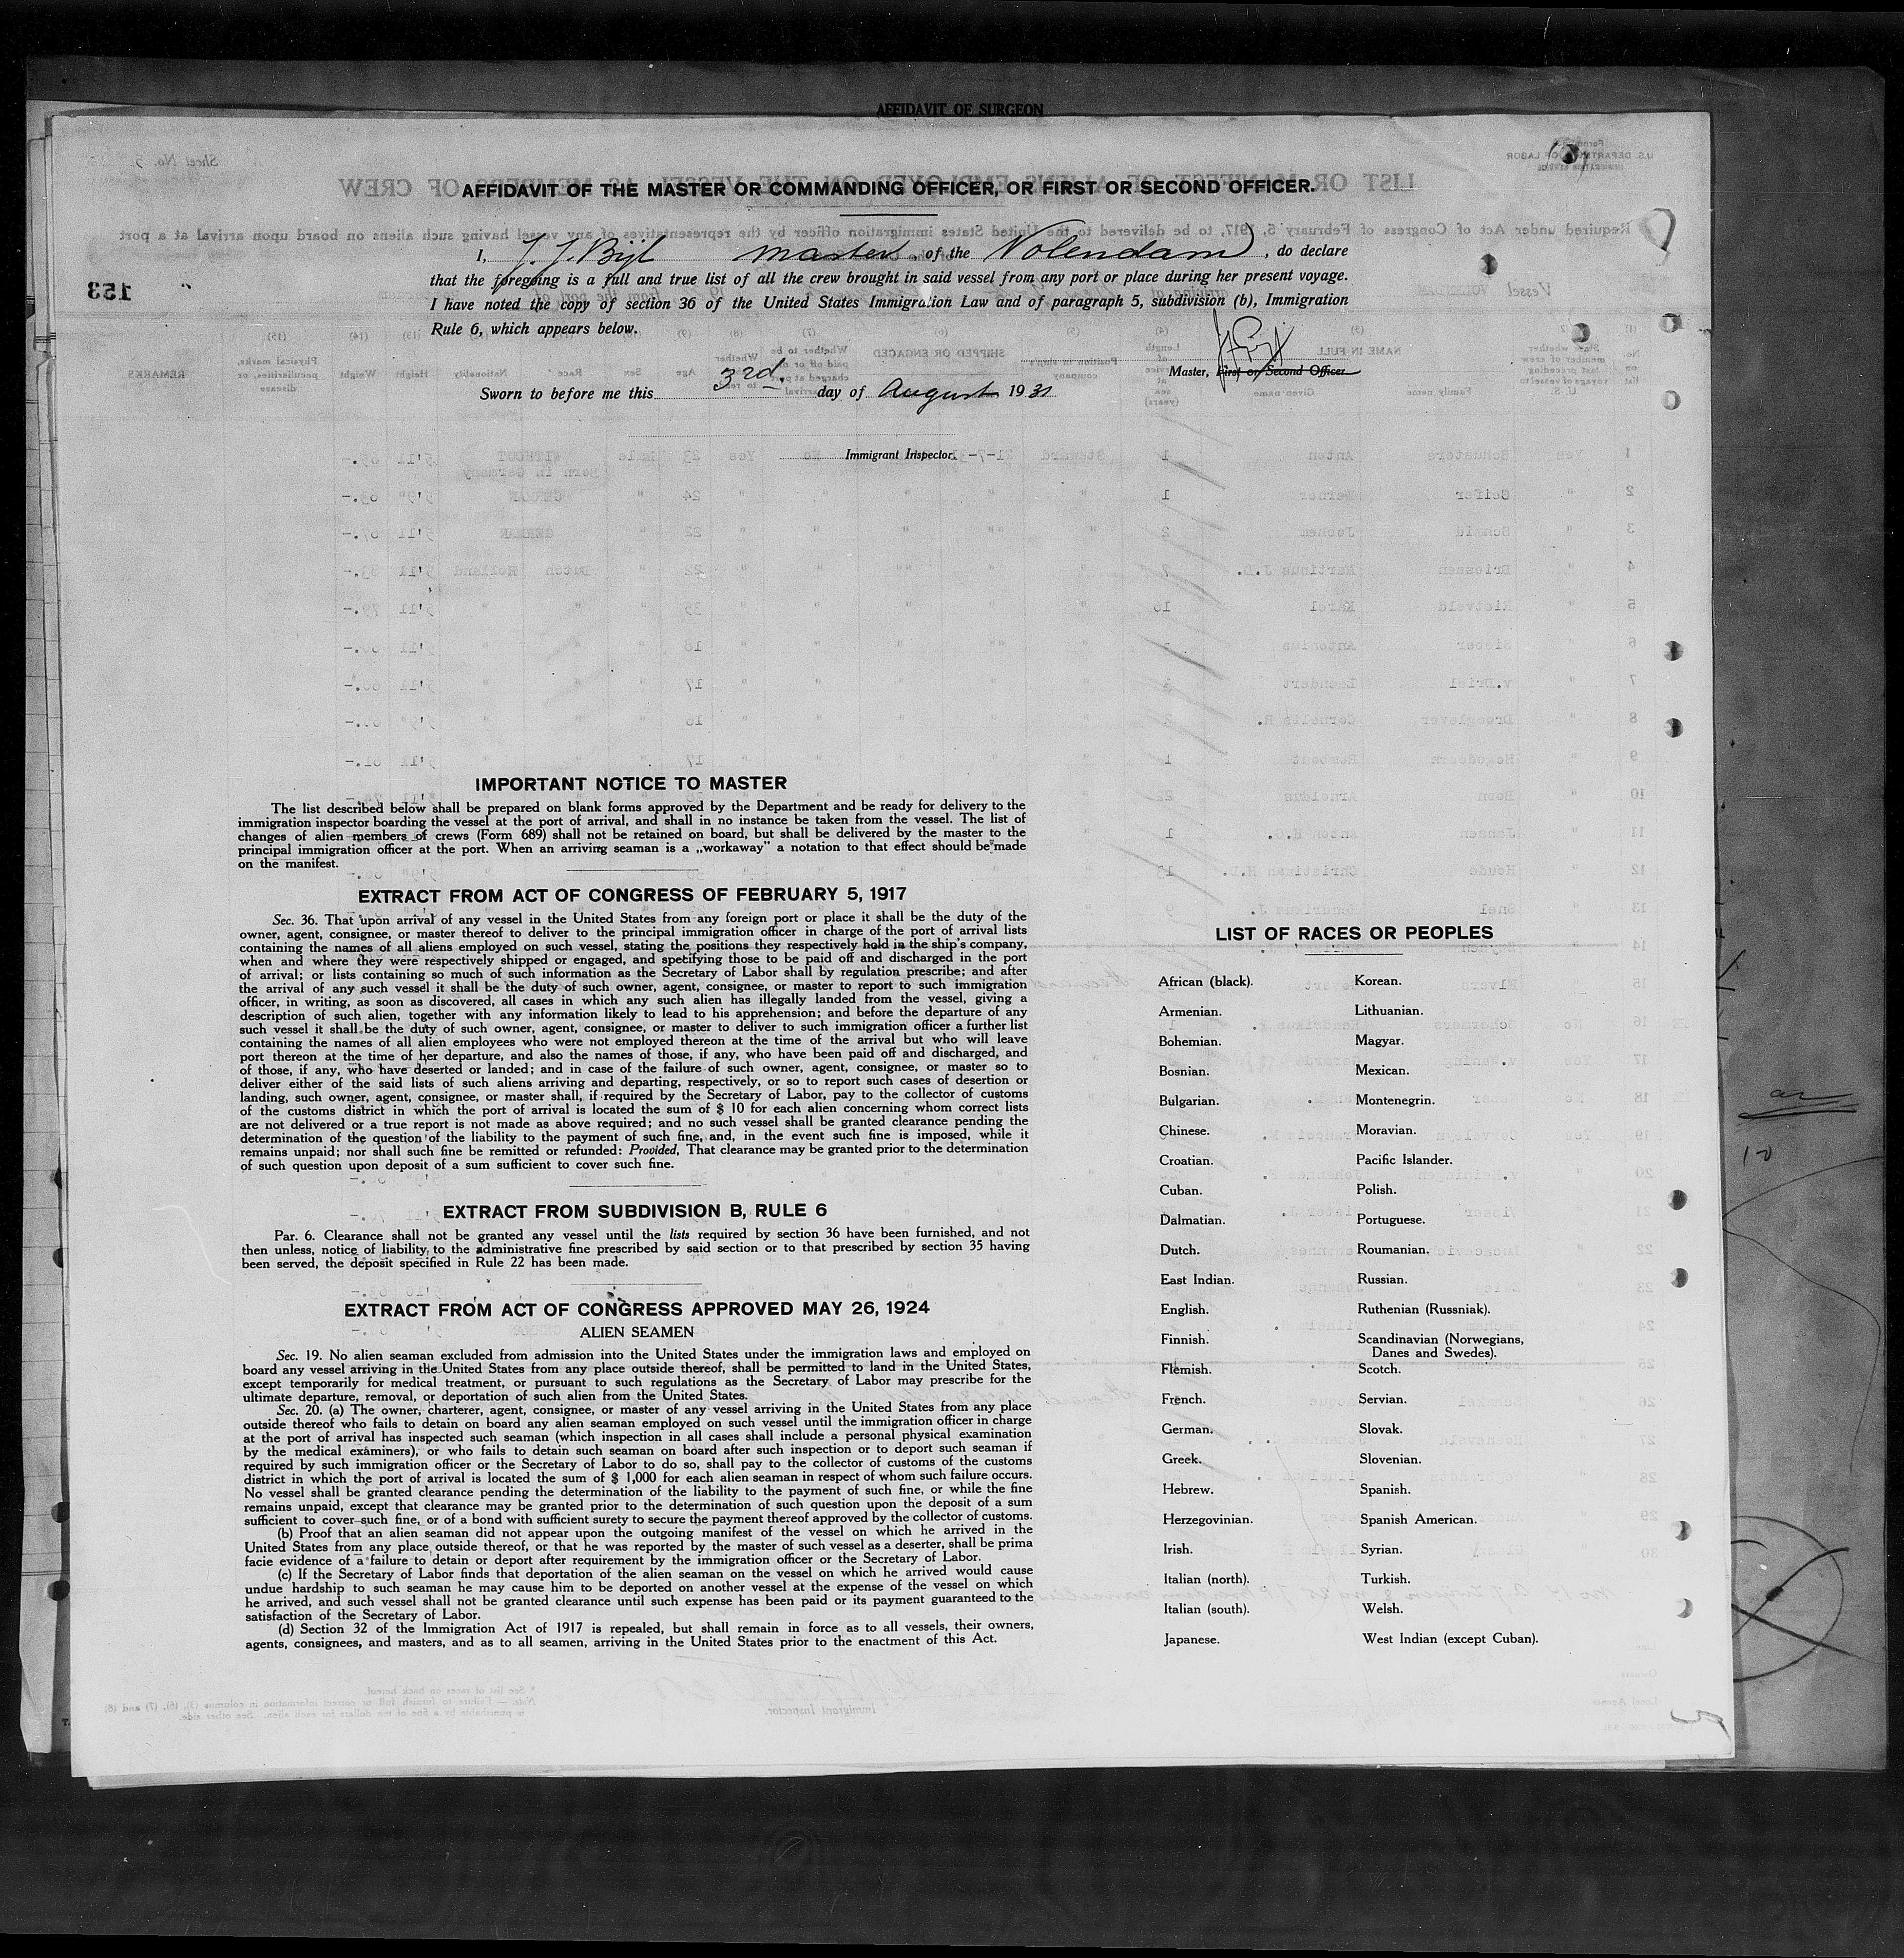 AFFIDAVIT OF SURGEON
AFFIDAVIT OF THE MASTER OR COMMANDING OFFICER, OR FIRST OR SECOND OFFICER.
I, J. J. Bijl master of the Volendam, do declare
that the foregoing is a full and true list of all the crew brought in said vessel from any port or place during her present voyage.
I have noted the copy of section 36 of the United States Immigration Law and of paragraph 5, subdivision (b), Immigration
Rule 6, which appears below.
Master, First or Second Officer
Sworn to before me this 3rd. day of August 1931
Immigrant Inspector.
153
IMPORTANT NOTICE TO MASTER
The list described below shall be prepared on blank forms approved by the Department and be ready for delivery to the
immigration inspector boarding the vessel at the port of arrival, and shall in no instance be taken from the vessel. The list of
changes of alien members of crews (Form 689) shall not be retained on board, but shall be delivered by the master to the
principal immigration officer at the port. When an arriving seaman is a „workaway" a notation to that effect should be made
on the manifest.
EXTRACT FROM ACT OF CONGRESS OF FEBRUARY 5, 1917
Sec. 36. That upon arrival of any vessel in the United States from any foreign port or place it shall be the duty of the
owner, agent, consignee, or master thereof to deliver to the principal immigration officer in charge of the port of arrival lists
containing the names of all aliens employed on such vessel, stating the positions they respectively hold in the ship's company,
when and where they were respectively shipped or engaged, and spetifying those to be paid off and discharged in the port
of arrival; or lists containing so much of such information as the Secretary of Labor shall by regulation prescribe; and after
the arrival of any such vessel it shall be the duty of such owner, agent, consignee, or master to report to such immigration
officer, in writing, as soon as discovered, all cases in which any such alien has illegally landed from the vessel, giving a
description of such alien, together with any information likely to lead to his apprehension; and before the departure of any
such vessel it shall be the duty of such owner, agent, consignee, or master to deliver to such immigration officer a further list
containing the names of all alien employees who were not employed thereon at the time of the arrival but who will leave
port thereon at the time of her departure, and also the names of those, if any, who have been paid off and discharged, and
of those, if any, who have deserted or landed; and in case of the failure of such owner, agent, consignee, or master so to
deliver either of the said lists of such aliens arriving and departing, respectively, or so to report such cases of desertion or
landing, such owner, agent, consignee, or master shall, if required by the Secretary of Labor, pay to the collector of customs
of the customs district in which the port of arrival is located the sum of $ 10 for each alien concerning whom correct lists
are not delivered or a true report is not made as above required; and no such vessel shall be granted clearance pending the
determination of the question of the liability to the payment of such fine, and, in the event such fine is imposed, while it
remains unpaid; nor shall such fine be remitted or refunded: Provided, That clearance may be granted prior to the determination
of such question upon deposit of a sum sufficient to cover such fine.
EXTRACT FROM SUBDIVISION B, RULE 6
Par. 6. Clearance shall not be granted any vessel until the lists required by section 36 have been furnished, and not
then unless, notice of liability to the administrative fine prescribed by said section or to that prescribed by section 35 having
been served, the deposit specified in Rule 22 has been made.
EXTRACT FROM ACT OF CONGRESS APPROVED MAY 26, 1924
ALIEN SEAMEN
Sec. 19. No alien seaman excluded from admission into the United States under the immigration laws and employed on
board any vessel arriving in the United States from any place outside thereof, shall be permitted to land in the United States,
except temporarily for medical treatment, or pursuant to such regulations as the Secretary of Labor may prescribe for the
ultimate departure, removal, or deportation of such alien from the United States.
Sec. 20. (a) The owner, charterer, agent, consignee, or master of any vessel arriving in the United States from any place
outside thereof who fails to detain on board any alien seaman employed on such vessel until the immigration officer in charge
at the port of arrival has inspected such seaman (which inspection in all cases shall include a personal physical examination
by the medical examiners), or who fails to detain such seaman on board after such inspection or to deport such seaman if
required by such immigration officer or the Secretary of Labor to do so, shall pay to the collector of customs of the customs
district in which the port of arrival is located the sum of $ 1,000 for each alien seaman in respect of whom such failure occurs.
No vessel shall be granted clearance pending the determination of the liability to the payment of such fine, or while the fine
remains unpaid, except that clearance may be granted prior to the determination of such question upon the deposit of a sum
sufficient to cover such fine, or of a bond with sufficient surety to secure the payment thereof approved by the collector of customs.
(b) Proof that an alien seaman did not appear upon the outgoing manifest of the vessel on which he arrived in the
United States from any place outside thereof, or that he was reported by the master of such vessel as a deserter, shall be prima
facie evidence of a failure to detain or deport after requirement by the immigration officer or the Secretary of Labor.
(c) If the Secretary of Labor finds that deportation of the alien seaman on the vessel on which he arrived would cause
undue hardship to such seaman he may cause him to be deported on another vessel at the expense of the vessel on which
he arrived, and such vessel shall not be granted clearance until such expense has been paid or its payment guaranteed to the
satisfaction of the Secretary of Labor.
(d) Section 32 of the Immigration Act of 1917 is repealed, but shall remain in force as to all vessels, their owners,
agents, consignees, and masters, and as to all seamen, arriving in the United States prior to the enactment of this Act.
LIST OF RACES OR PEOPLES
African (black). Korean.
Armenian. Lithuanian.
Bohemian. Magyar.
Bosnian. Mexican.
Bulgarian. Montenegrin.
Chinese. Moravian.
Croatian. Pacific Islander.
Cuban. Polish.
Dalmatian. Portuguese.
Dutch. Roumanian.
East Indian. Russian.
English. Ruthenian (Russniak).
Finnish. Scandinavian (Norwegians,
Danes and Swedes).
Flemish. Scotch.
French. Servian.
German. Slovak.
Greek. Slovenian.
Hebrew. Spanish.
Herzegovinian. Spanish American.
Irish. Syrian.
Italian (north). Turkish.
Italian (south). Welsh.
Japanese. West Indian (except Cuban).